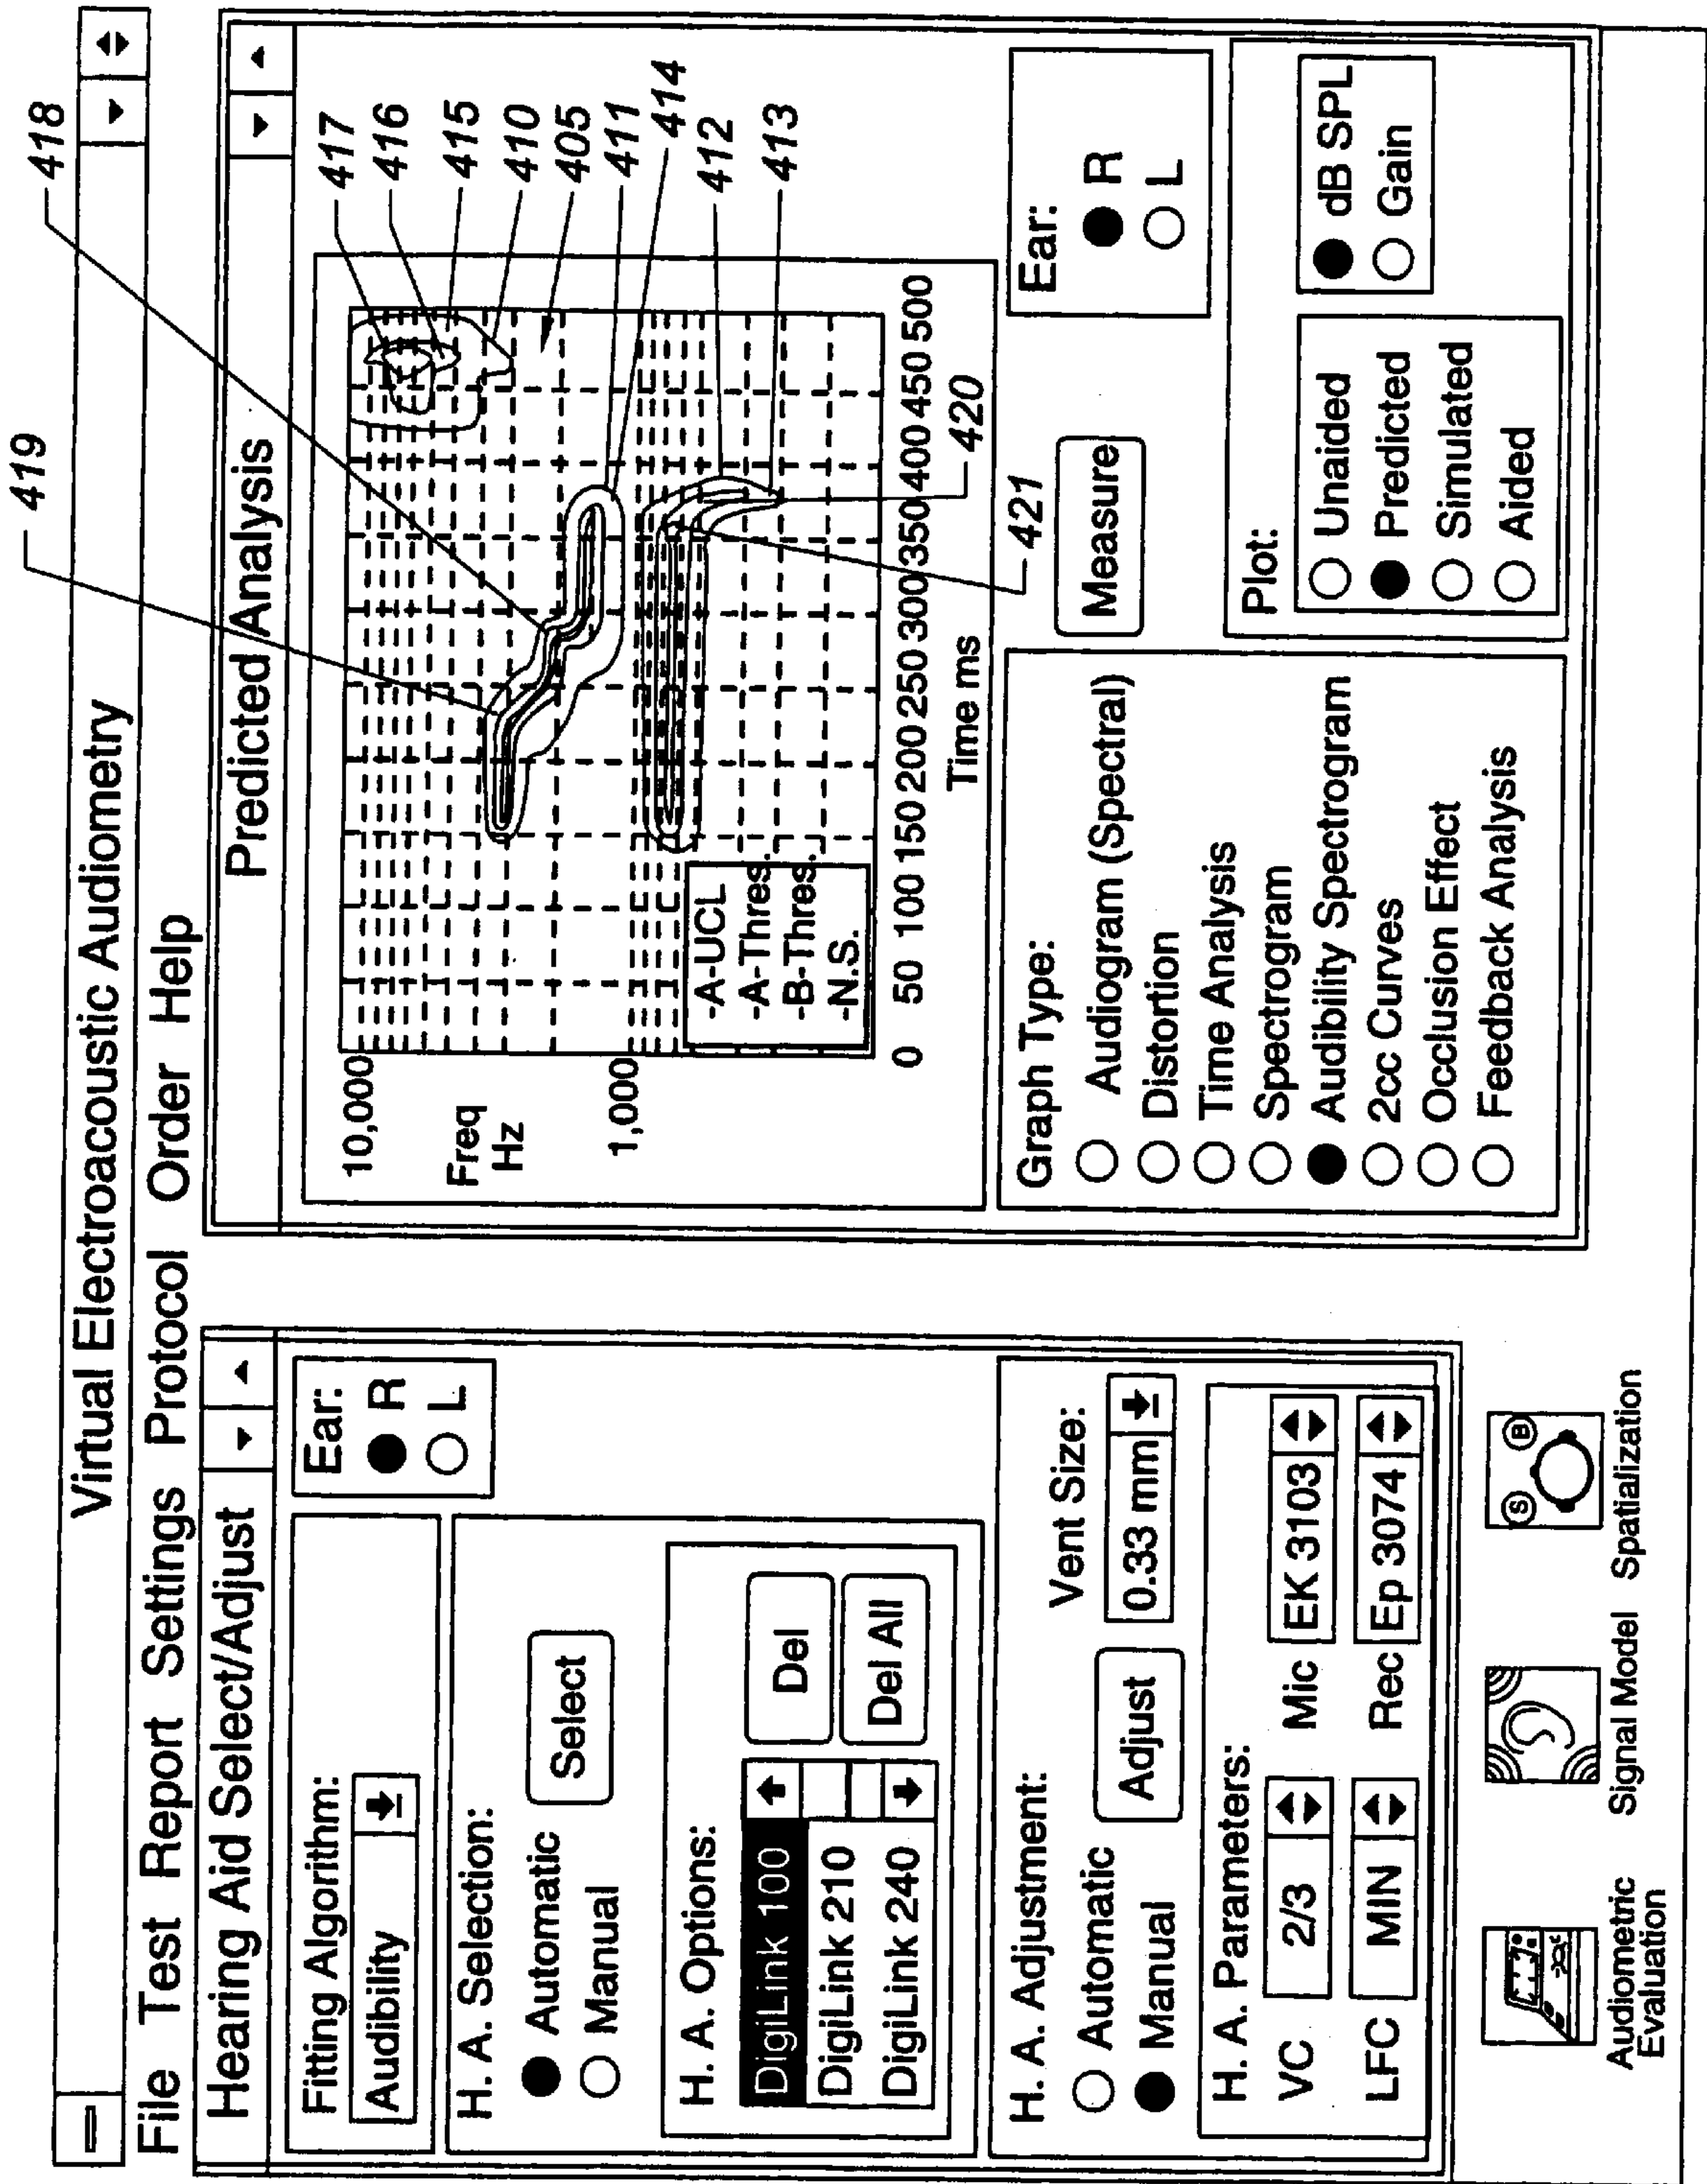 Virtual Electroacoustic Audiometry
File Test Report Settings Protocol Order Help
Hearing Aid Select/Adjust
Fitting Algorithm:
Audibility
Ear:
R
L
H. A. Selection:
Automatic
Manual
Select
H. A. Options:
DigiLink 100
DigiLink 210
DigiLink 240
Del
Del All
H. A. Adjustment:
Automatic
Manual
Adjust
Vent Size:
0.33 mm
H. A. Parameters:
VC 2/3 Mic EK 3103
LFC MIN Rec Ep 3074
Audiometric
Evaluation
Signal Model
S B
Spatialization
Predicted Analysis
419
418
417
416
415
410
405
411
414
412
413
420
421
10,000
Freq
Hz
1,000
-A-UCL
-A-Thres.
-B-Thres.
-N.S.
0 50 100 150 200 250 300 350 400 450 500
Time ms
Measure
Ear:
R
L
Graph Type:
Audiogram (Spectral)
Distortion
Time Analysis
Spectrogram
Audibility Spectrogram
2cc Curves
Occlusion Effect
Feedback Analysis
Plot:
Unaided
Predicted
Simulated
Aided
dB SPL
Gain